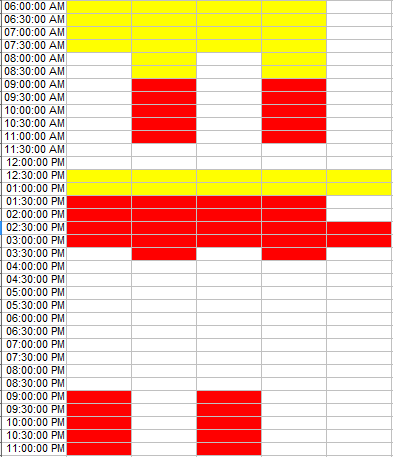 06:00:00 AM
06:30:00 AM
07:00:00 AM
07:30:00 AM
08:00:00 AM
08:30:00 AM
09:00:00 AM
09:30:00 AM
10:00:00 AM
10:30:00 AM
11:00:00 AM
11:30:00 AM
12:00:00 PM
12:30:00 PM
01:00:00 PM
01:30:00 PM
02:00:00 PM
02:30:00 PM
03:00:00 PM
03:30:00 PM
04:00:00 PM
04:30:00 PM
05:00:00 PM
05:30:00 PM
06:00:00 PM
06:30:00 PM
07:00:00 PM
07:30:00 PM
08:00:00 PM
08:30:00 PM
09:00:00 PM
09:30:00 PM
10:00:00 PM
10:30:00 PM
11:00:00 PM